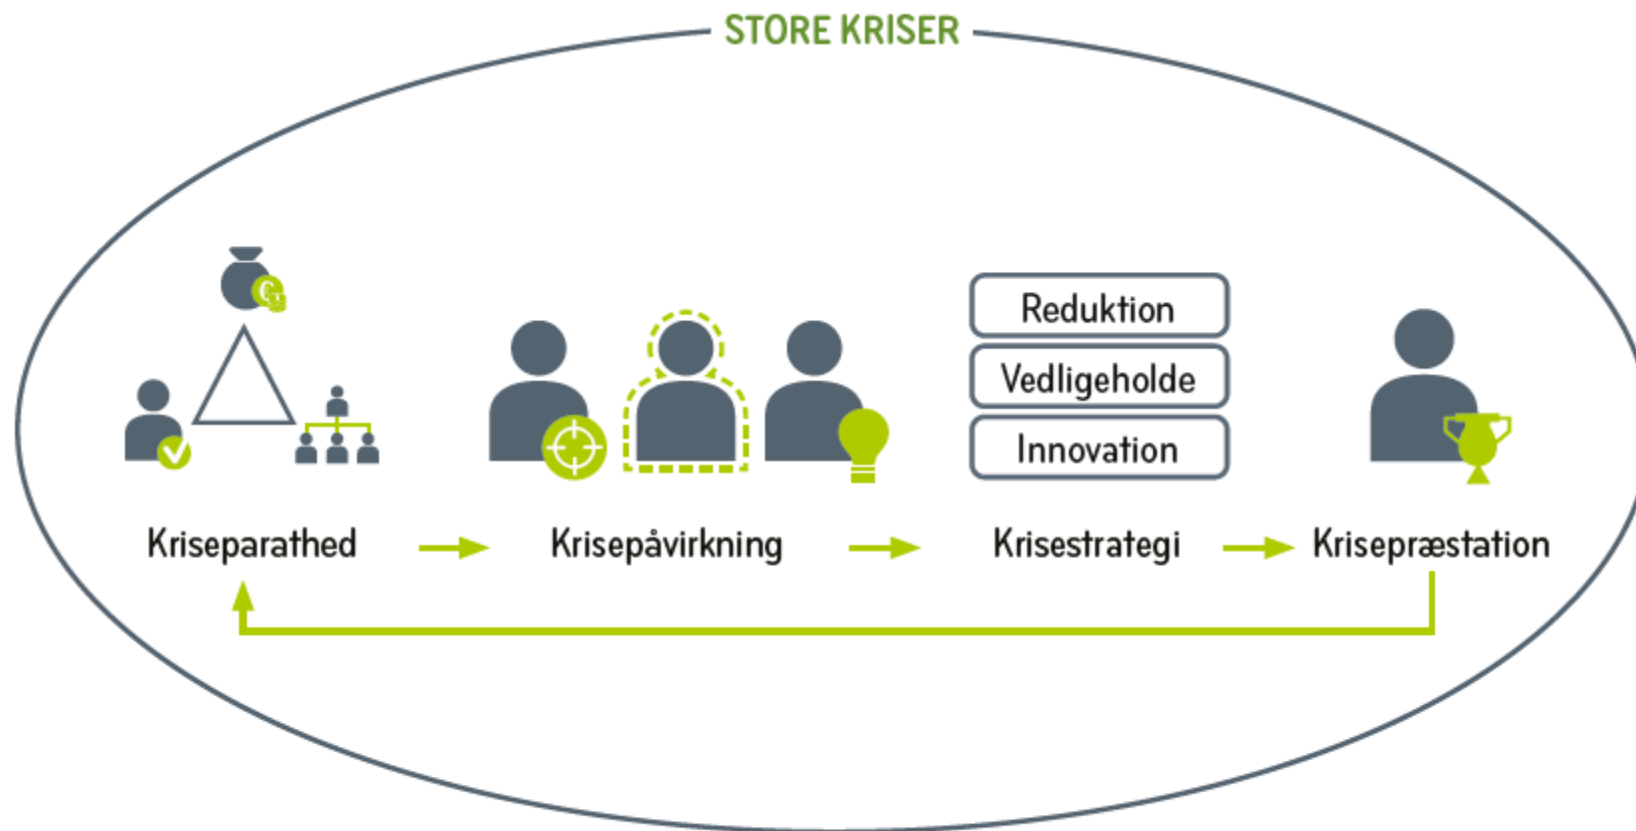 STORE KRISER
Reduktion
Vedligeholde
Innovation
Kriseparathed
Krisepåvirkning
Krisestrategi
Krisepræstation